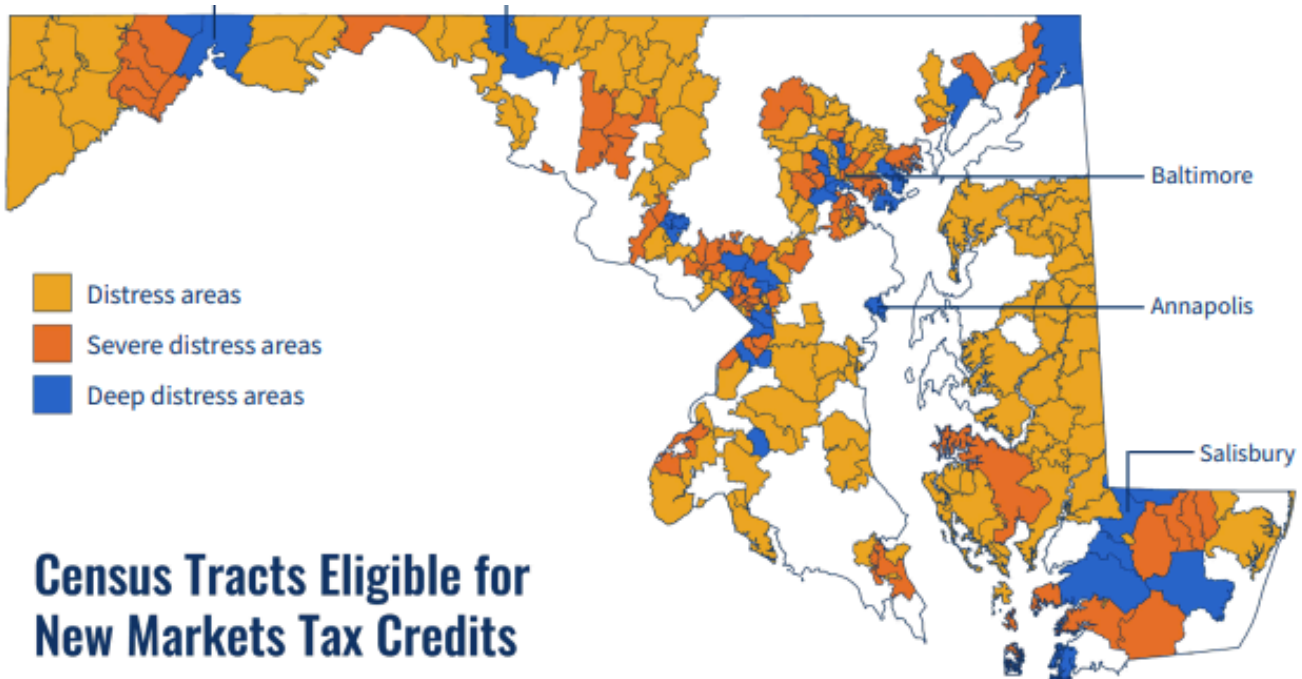 Baltimore
Distress areas
Annapolis
Severe distress areas
Deep distress areas
Salisbury
Census Tracts Eligible for
New Markets Tax Credits